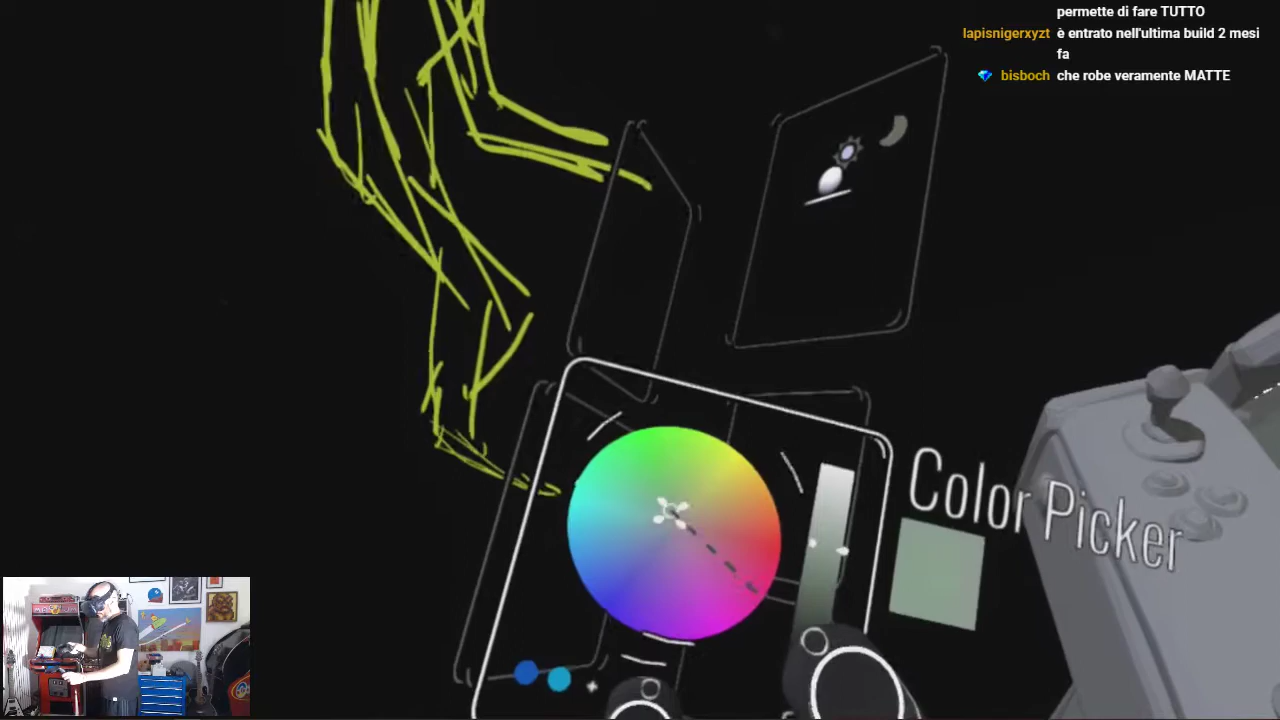 permette di fare TUTTO
lapisnigerxyzt è entrato nell'ultima build 2 mesi
fa
bisboch che robe veramente MATTE
Color Picker